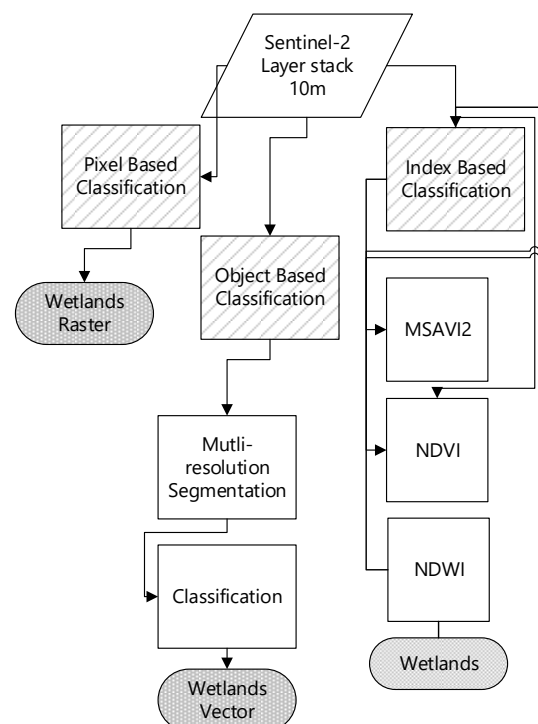 Sentinel-2
Layer stack
10m
Pixel Based
Classification
Index Based
Classification
Object Based
Classification
Wetlands
Raster
MSAVI2
NDVI
Mutli-
resolution
Segmentation
NDWI
Classification
Wetlands
Wetlands
Vector